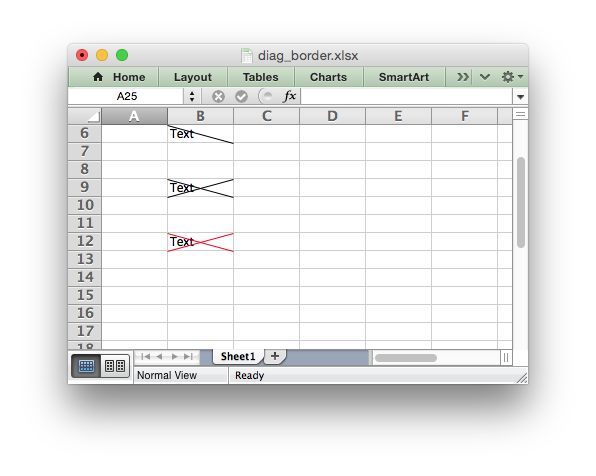 diag_border.xlsx
Home Layout Tables Charts SmartArt
A25 fx
A B C D E F
6 Text
7
8
9 Text
10
11
12 Text
13
14
15
16
17
18
Sheet1
Normal View Ready